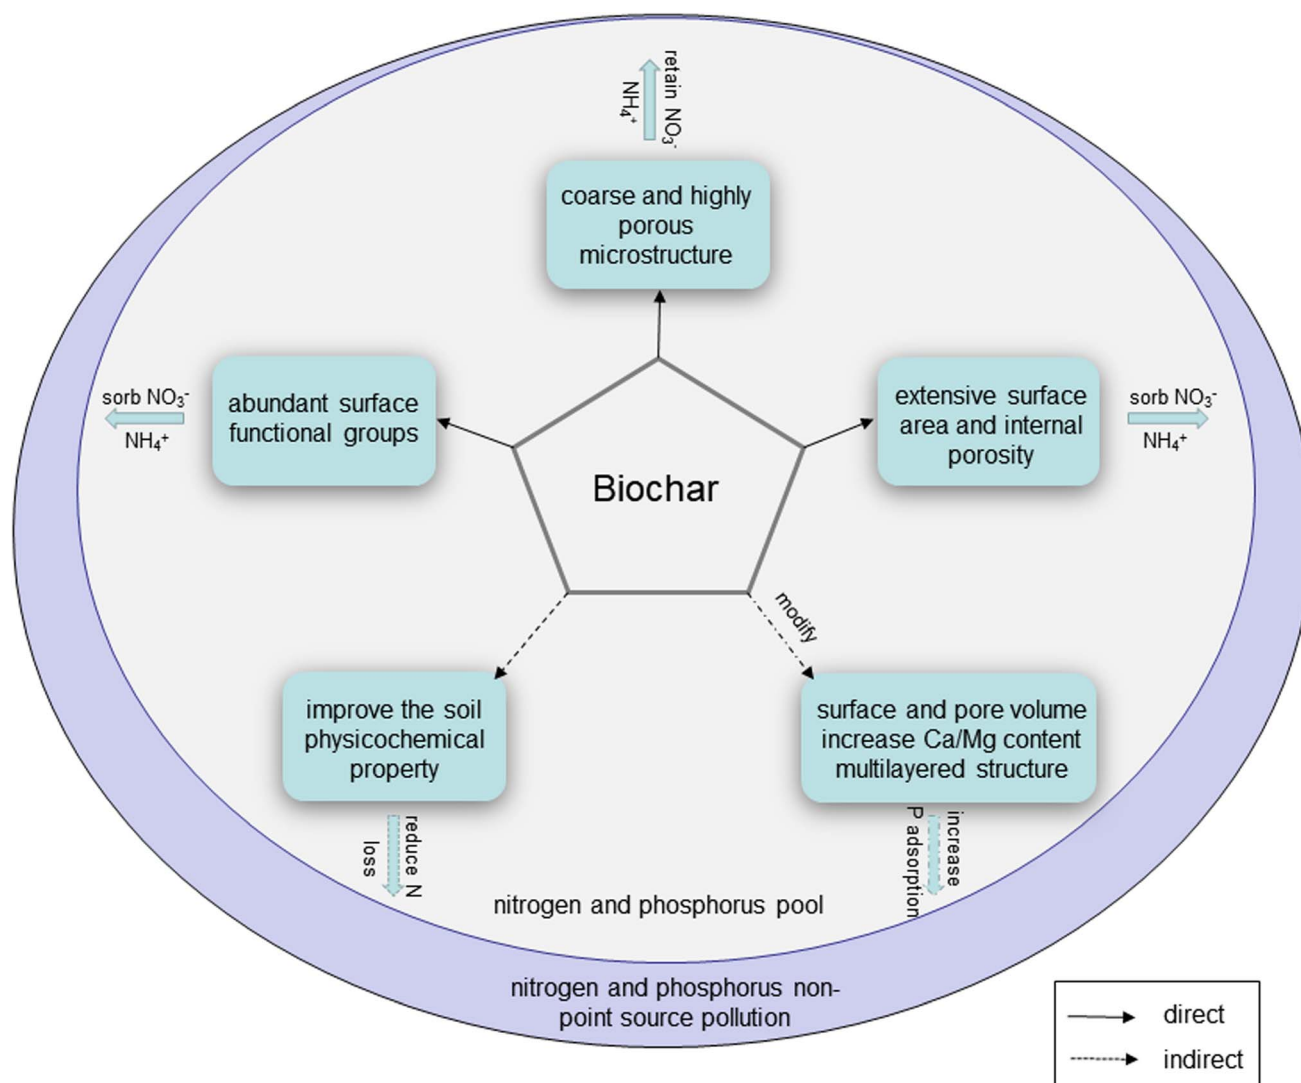 retain NO₃⁻
NH₄⁺
coarse and highly
porous
microstructure
sorb NO₃⁻
NH₄⁺
abundant surface
functional groups
extensive surface
area and internal
porosity
sorb NO₃⁻
NH₄⁺
Biochar
modify
improve the soil
physicochemical
property
surface and pore volume
increase Ca/Mg content
multilayered structure
reduce N
loss
increase
P adsorption
nitrogen and phosphorus pool
nitrogen and phosphorus non-
point source pollution
direct
indirect